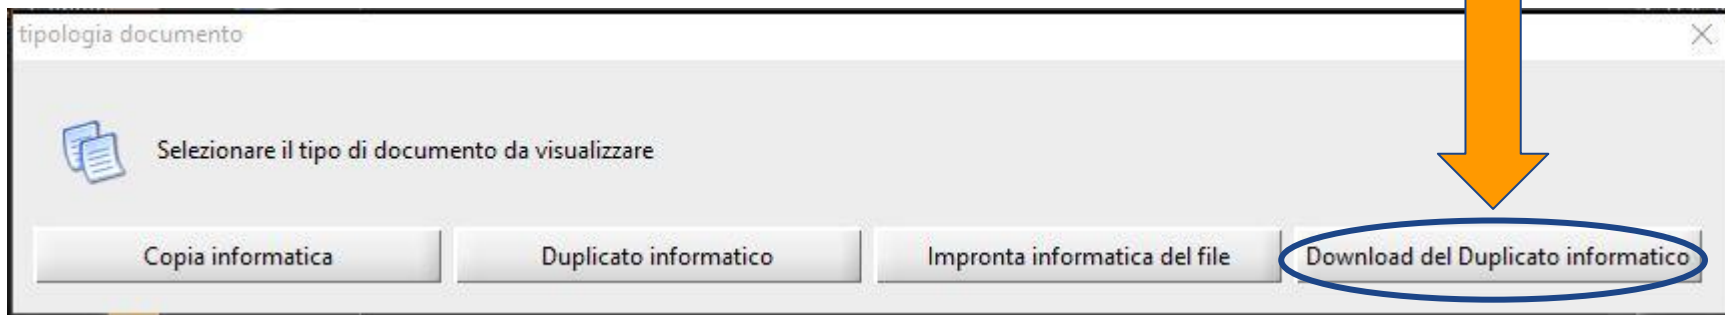 tipologia documento
Selezionare il tipo di documento da visualizzare
Copia informatica
Duplicato informatico
Impronta informatica del file
Download del Duplicato informatico